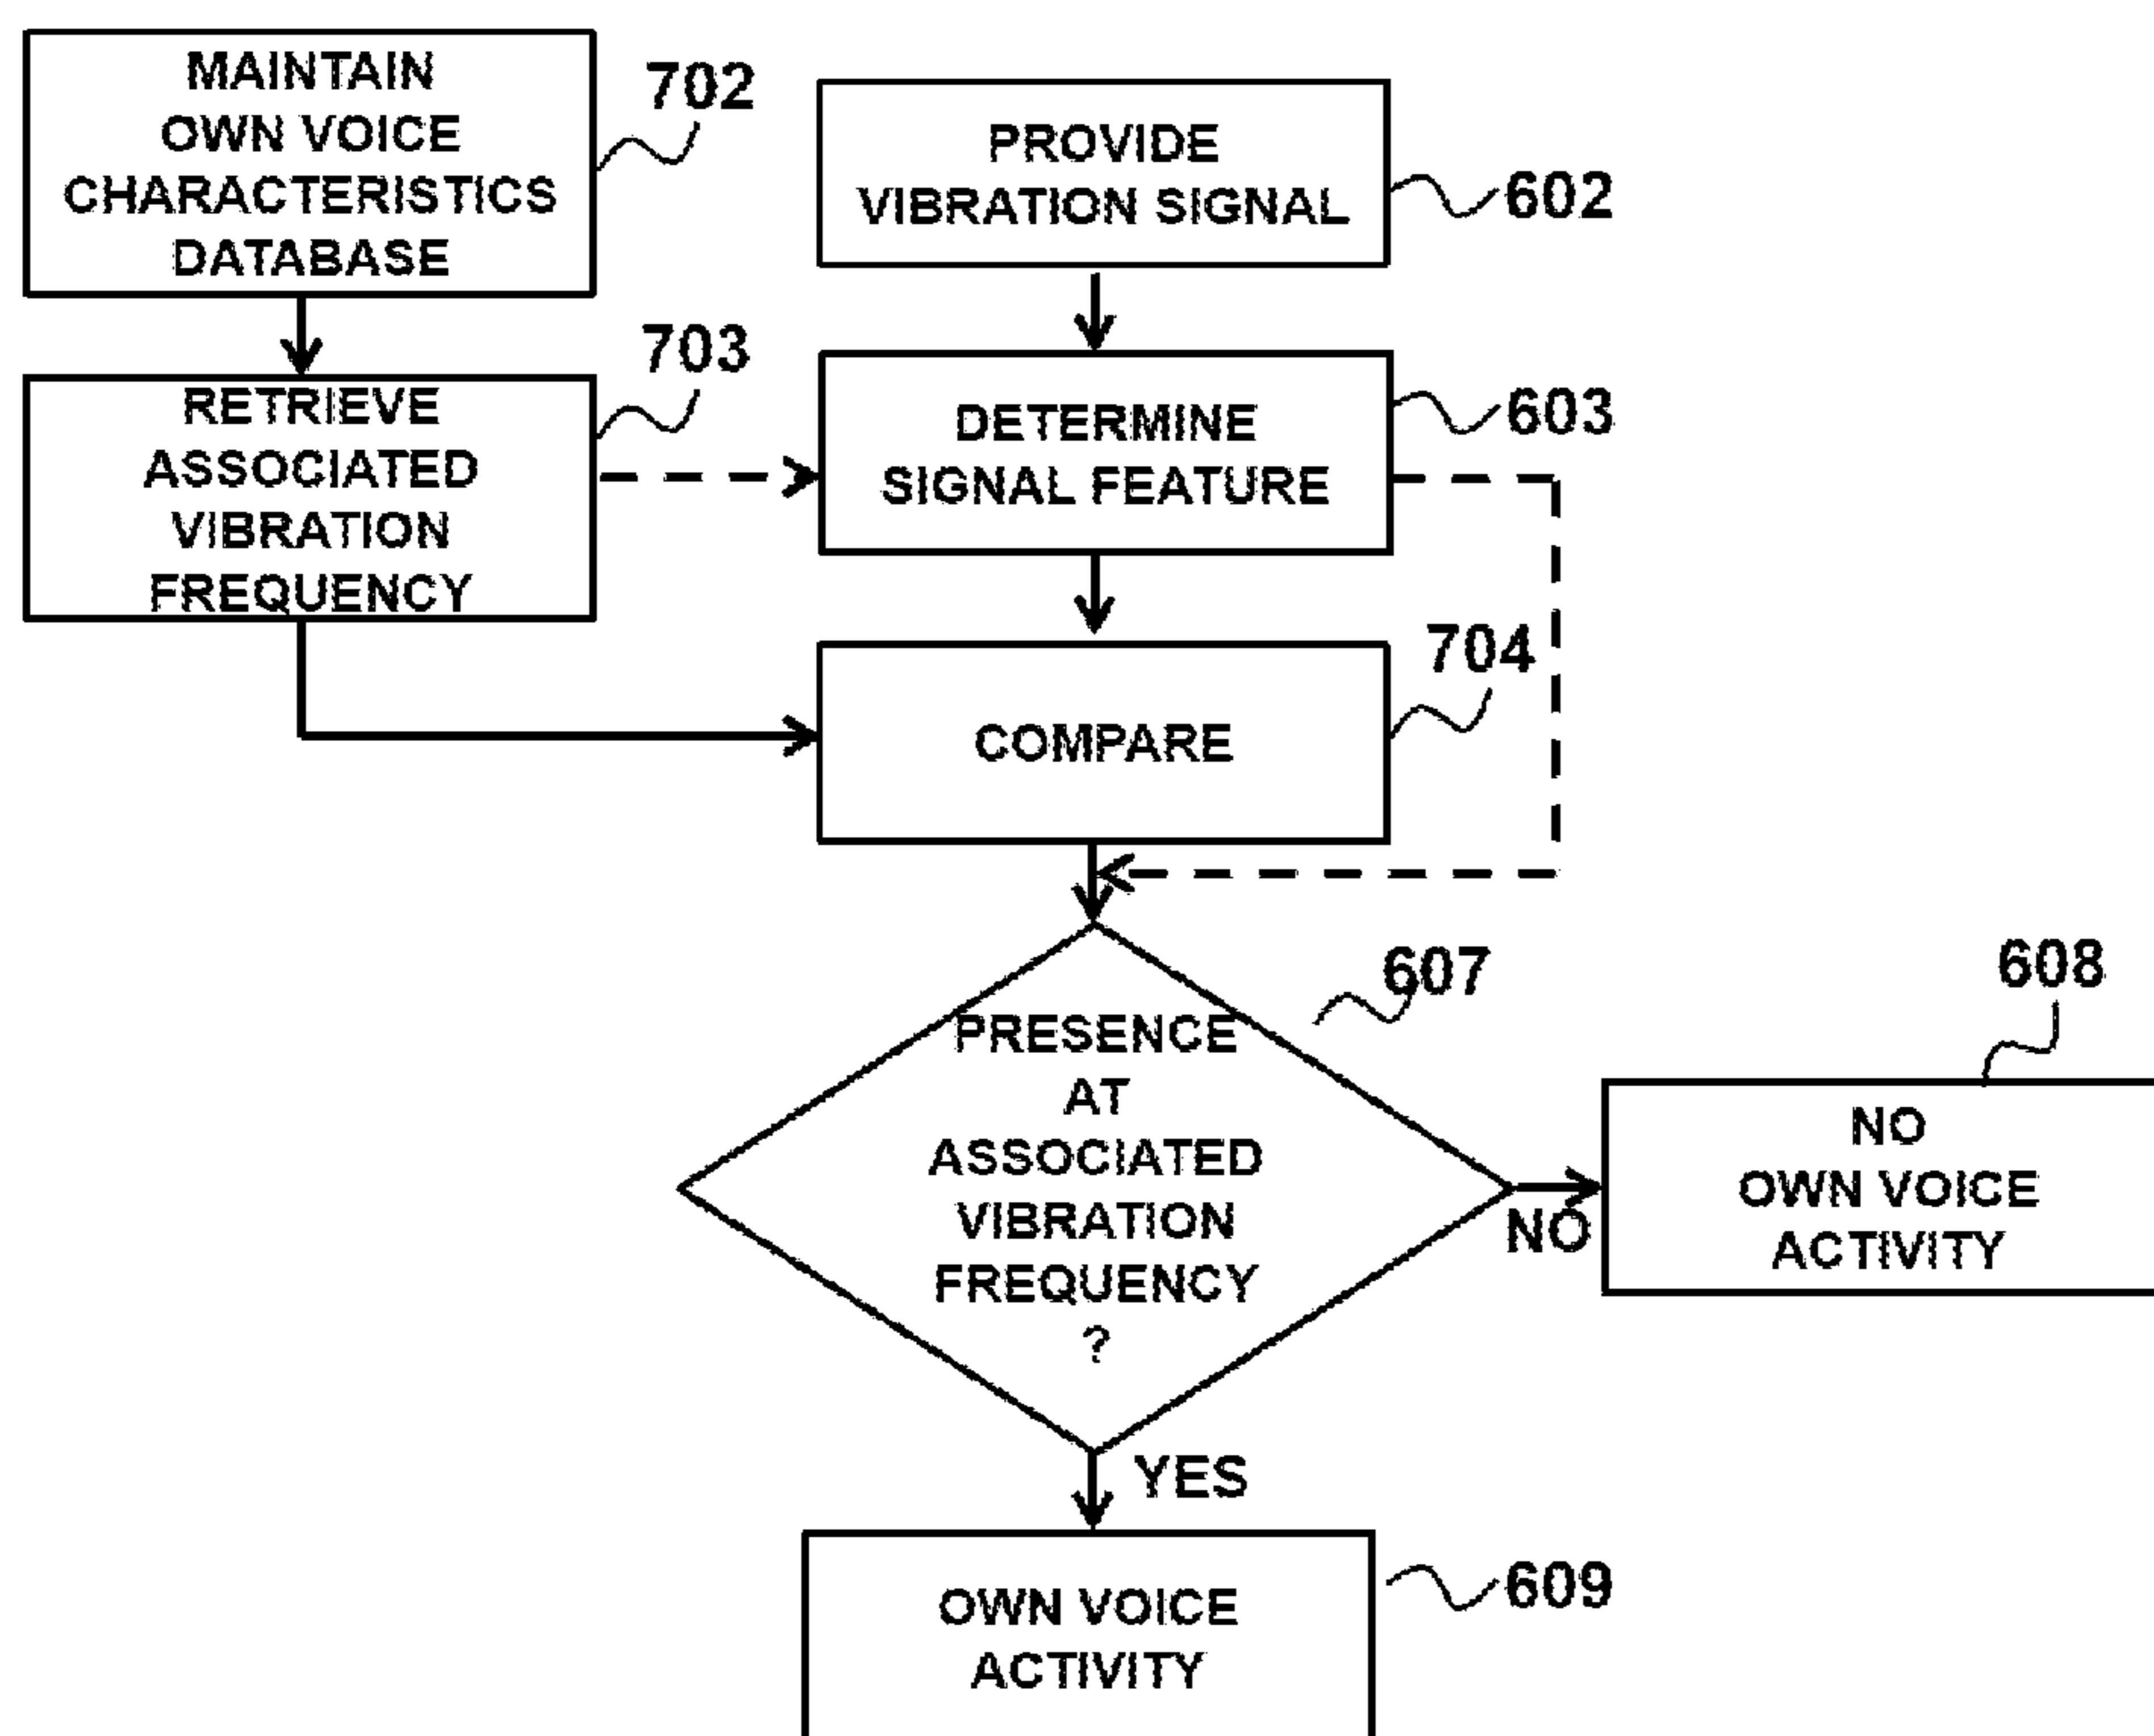 MAINTAIN
OWN VOICE
CHARACTERISTICS
DATABASE
702
PROVIDE
VIBRATION SIGNAL
602
RETRIEVE
ASSOCIATED
VIBRATION
FREQUENCY
703
DETERMINE
SIGNAL FEATURE
603
COMPARE
704
PRESENCE
AT
ASSOCIATED
VIBRATION
FREQUENCY
?
607
NO
608
NO
OWN VOICE
ACTIVITY
YES
OWN VOICE
ACTIVITY
609